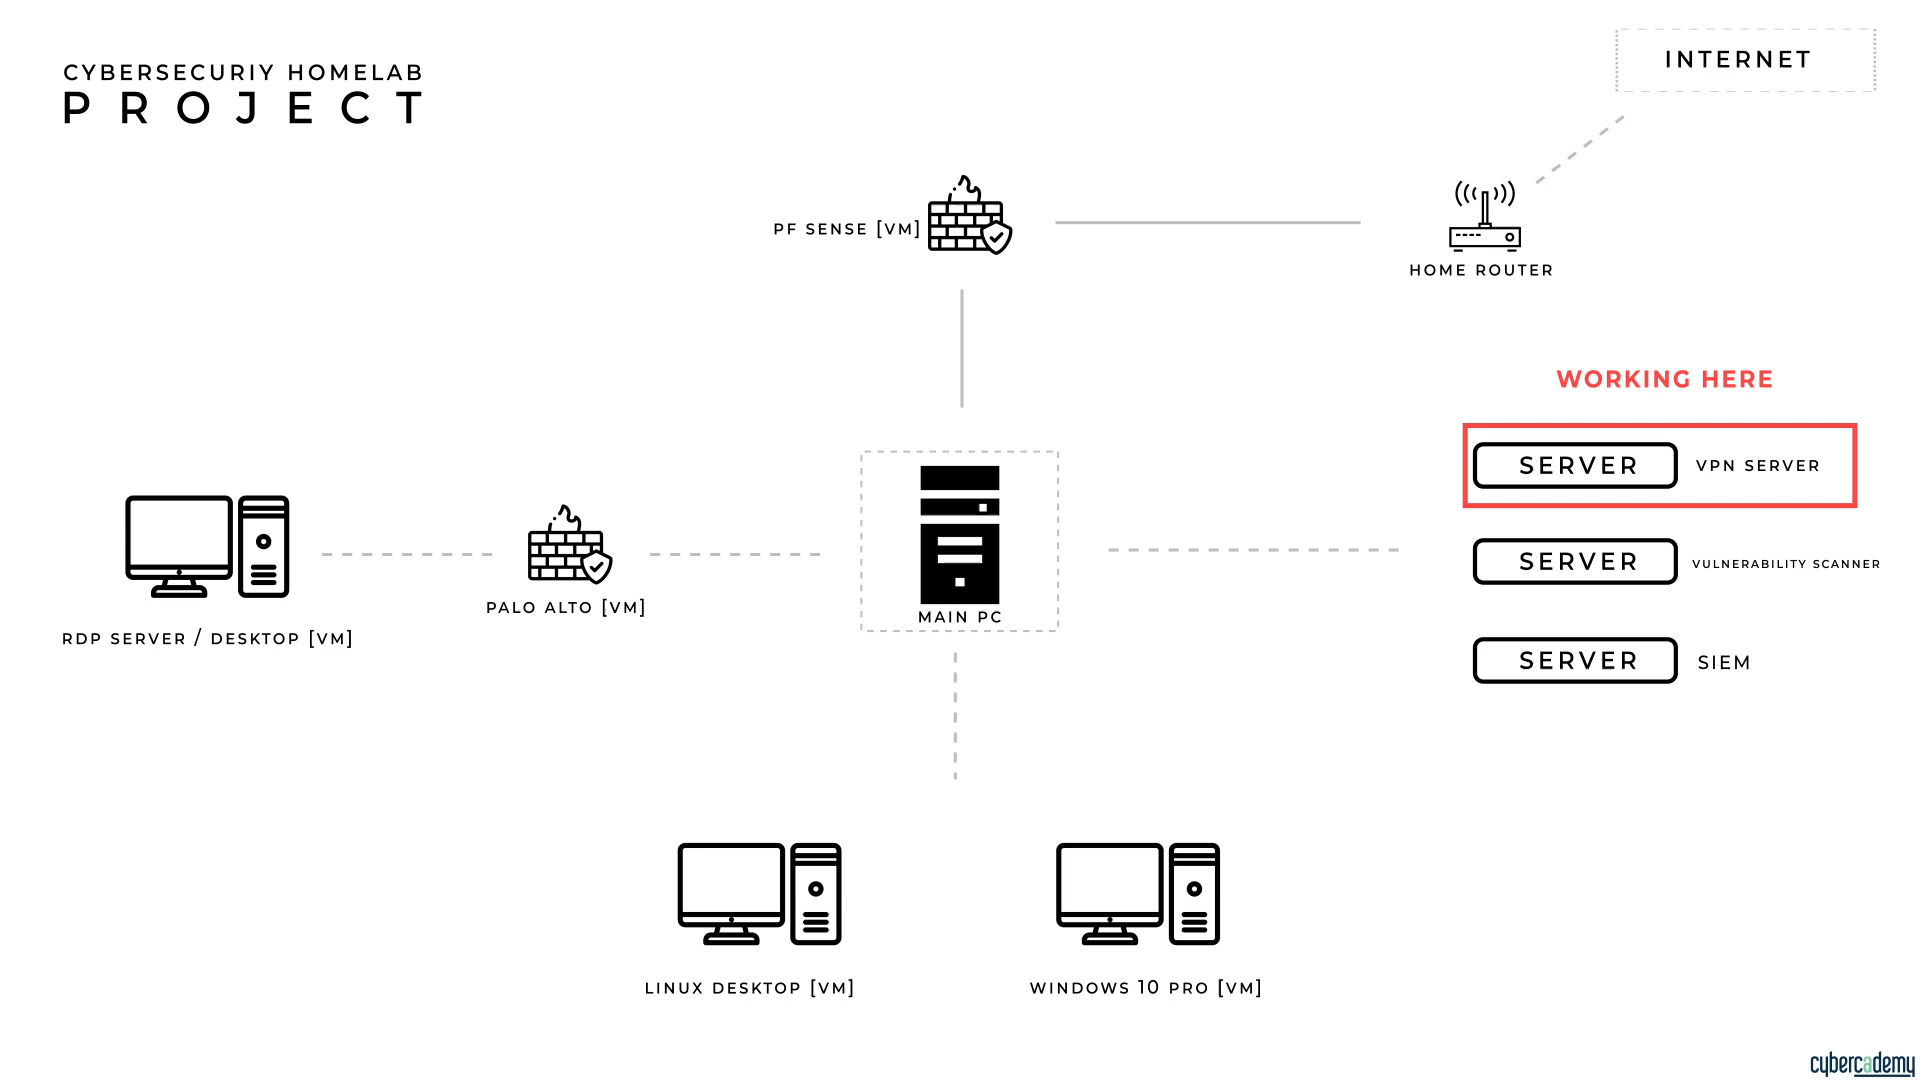 CYBERSECURIY HOMELAB
PROJECT
INTERNET
PF SENSE [VM]
HOME ROUTER
WORKING HERE
SERVER VPN SERVER
SERVER VULNERABILITY SCANNER
SERVER SIEM
MAIN PC
PALO ALTO [VM]
RDP SERVER / DESKTOP [VM]
LINUX DESKTOP [VM]
WINDOWS 10 PRO [VM]
cybercademy